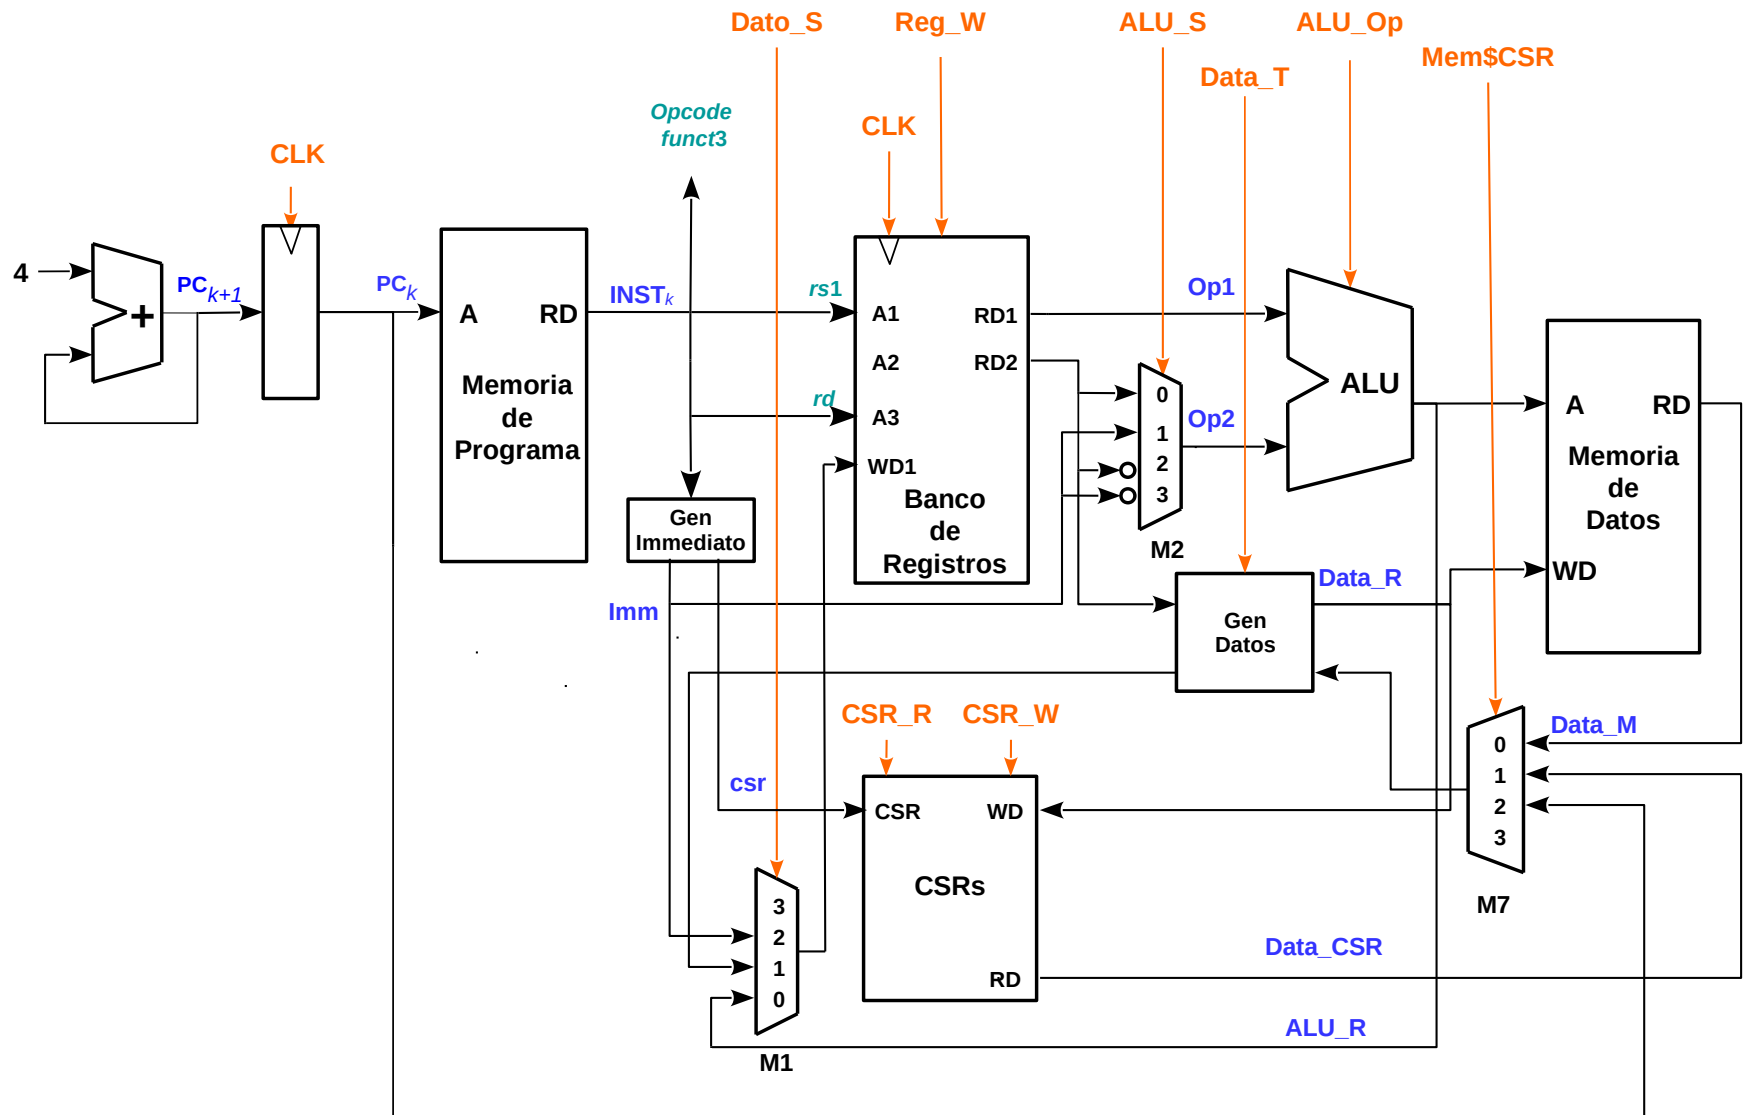 Dato_S
Reg_W
ALU_S
ALU_Op
Mem$CSR
Data_T
Opcode
funct3
CLK
CLK
4
+
PCk+1
PCk
A
RD
Memoria
de
Programa
INSTk
rs1
rd
A1
A2
A3
WD1
RD1
RD2
Banco
de
Registros
Gen
Immediato
Op1
Op2
0
1
2
3
M2
ALU
A
RD
Memoria
de
Datos
WD
Imm
Data_R
Gen
Datos
CSR_R
CSR_W
csr
CSR
WD
CSRs
RD
Data_M
0
1
2
3
M7
3
2
1
0
M1
Data_CSR
ALU_R